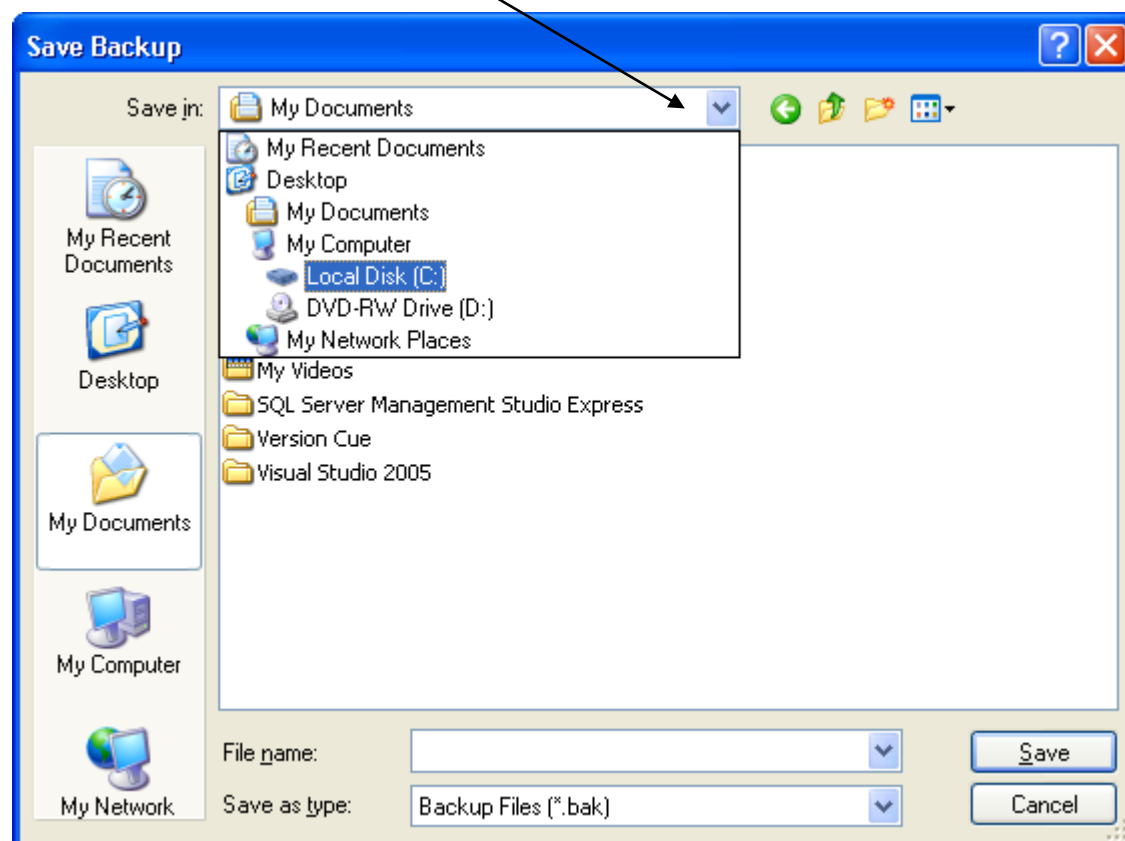 Save Backup
Save in:
My Documents
My Recent Documents
Desktop
My Documents
My Computer
Local Disk (C:)
DVD-RW Drive (D:)
My Network Places
My Videos
SQL Server Management Studio Express
Version Cue
Visual Studio 2005
My Recent
Documents
Desktop
My Documents
My Computer
My Network
File name:
Save
Save as type:
Backup Files (*.bak)
Cancel